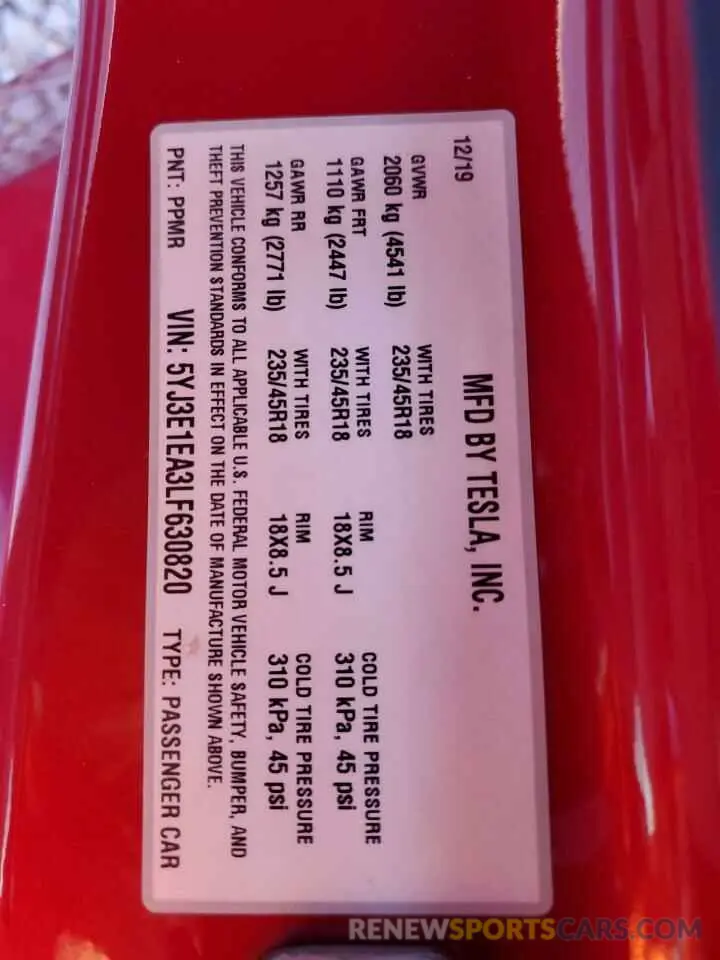 MFD BY TESLA, INC.
12/19
GVWR
2060 kg (4541 lb)
WITH TIRES
235/45R18
GAWR FRT
1110 kg (2447 lb)
WITH TIRES
235/45R18
RIM
18X8.5 J
COLD TIRE PRESSURE
310 kPa, 45 psi
GAWR RR
1257 kg (2771 lb)
WITH TIRES
235/45R18
RIM
18X8.5 J
COLD TIRE PRESSURE
310 kPa, 45 psi
THIS VEHICLE CONFORMS TO ALL APPLICABLE U.S. FEDERAL MOTOR VEHICLE SAFETY, BUMPER, AND
THEFT PREVENTION STANDARDS IN EFFECT ON THE DATE OF MANUFACTURE SHOWN ABOVE.
PNT: PPMR VIN: 5YJ3E1EA3LF630820 TYPE: PASSENGER CAR
RENEWSPORTSCARS.COM